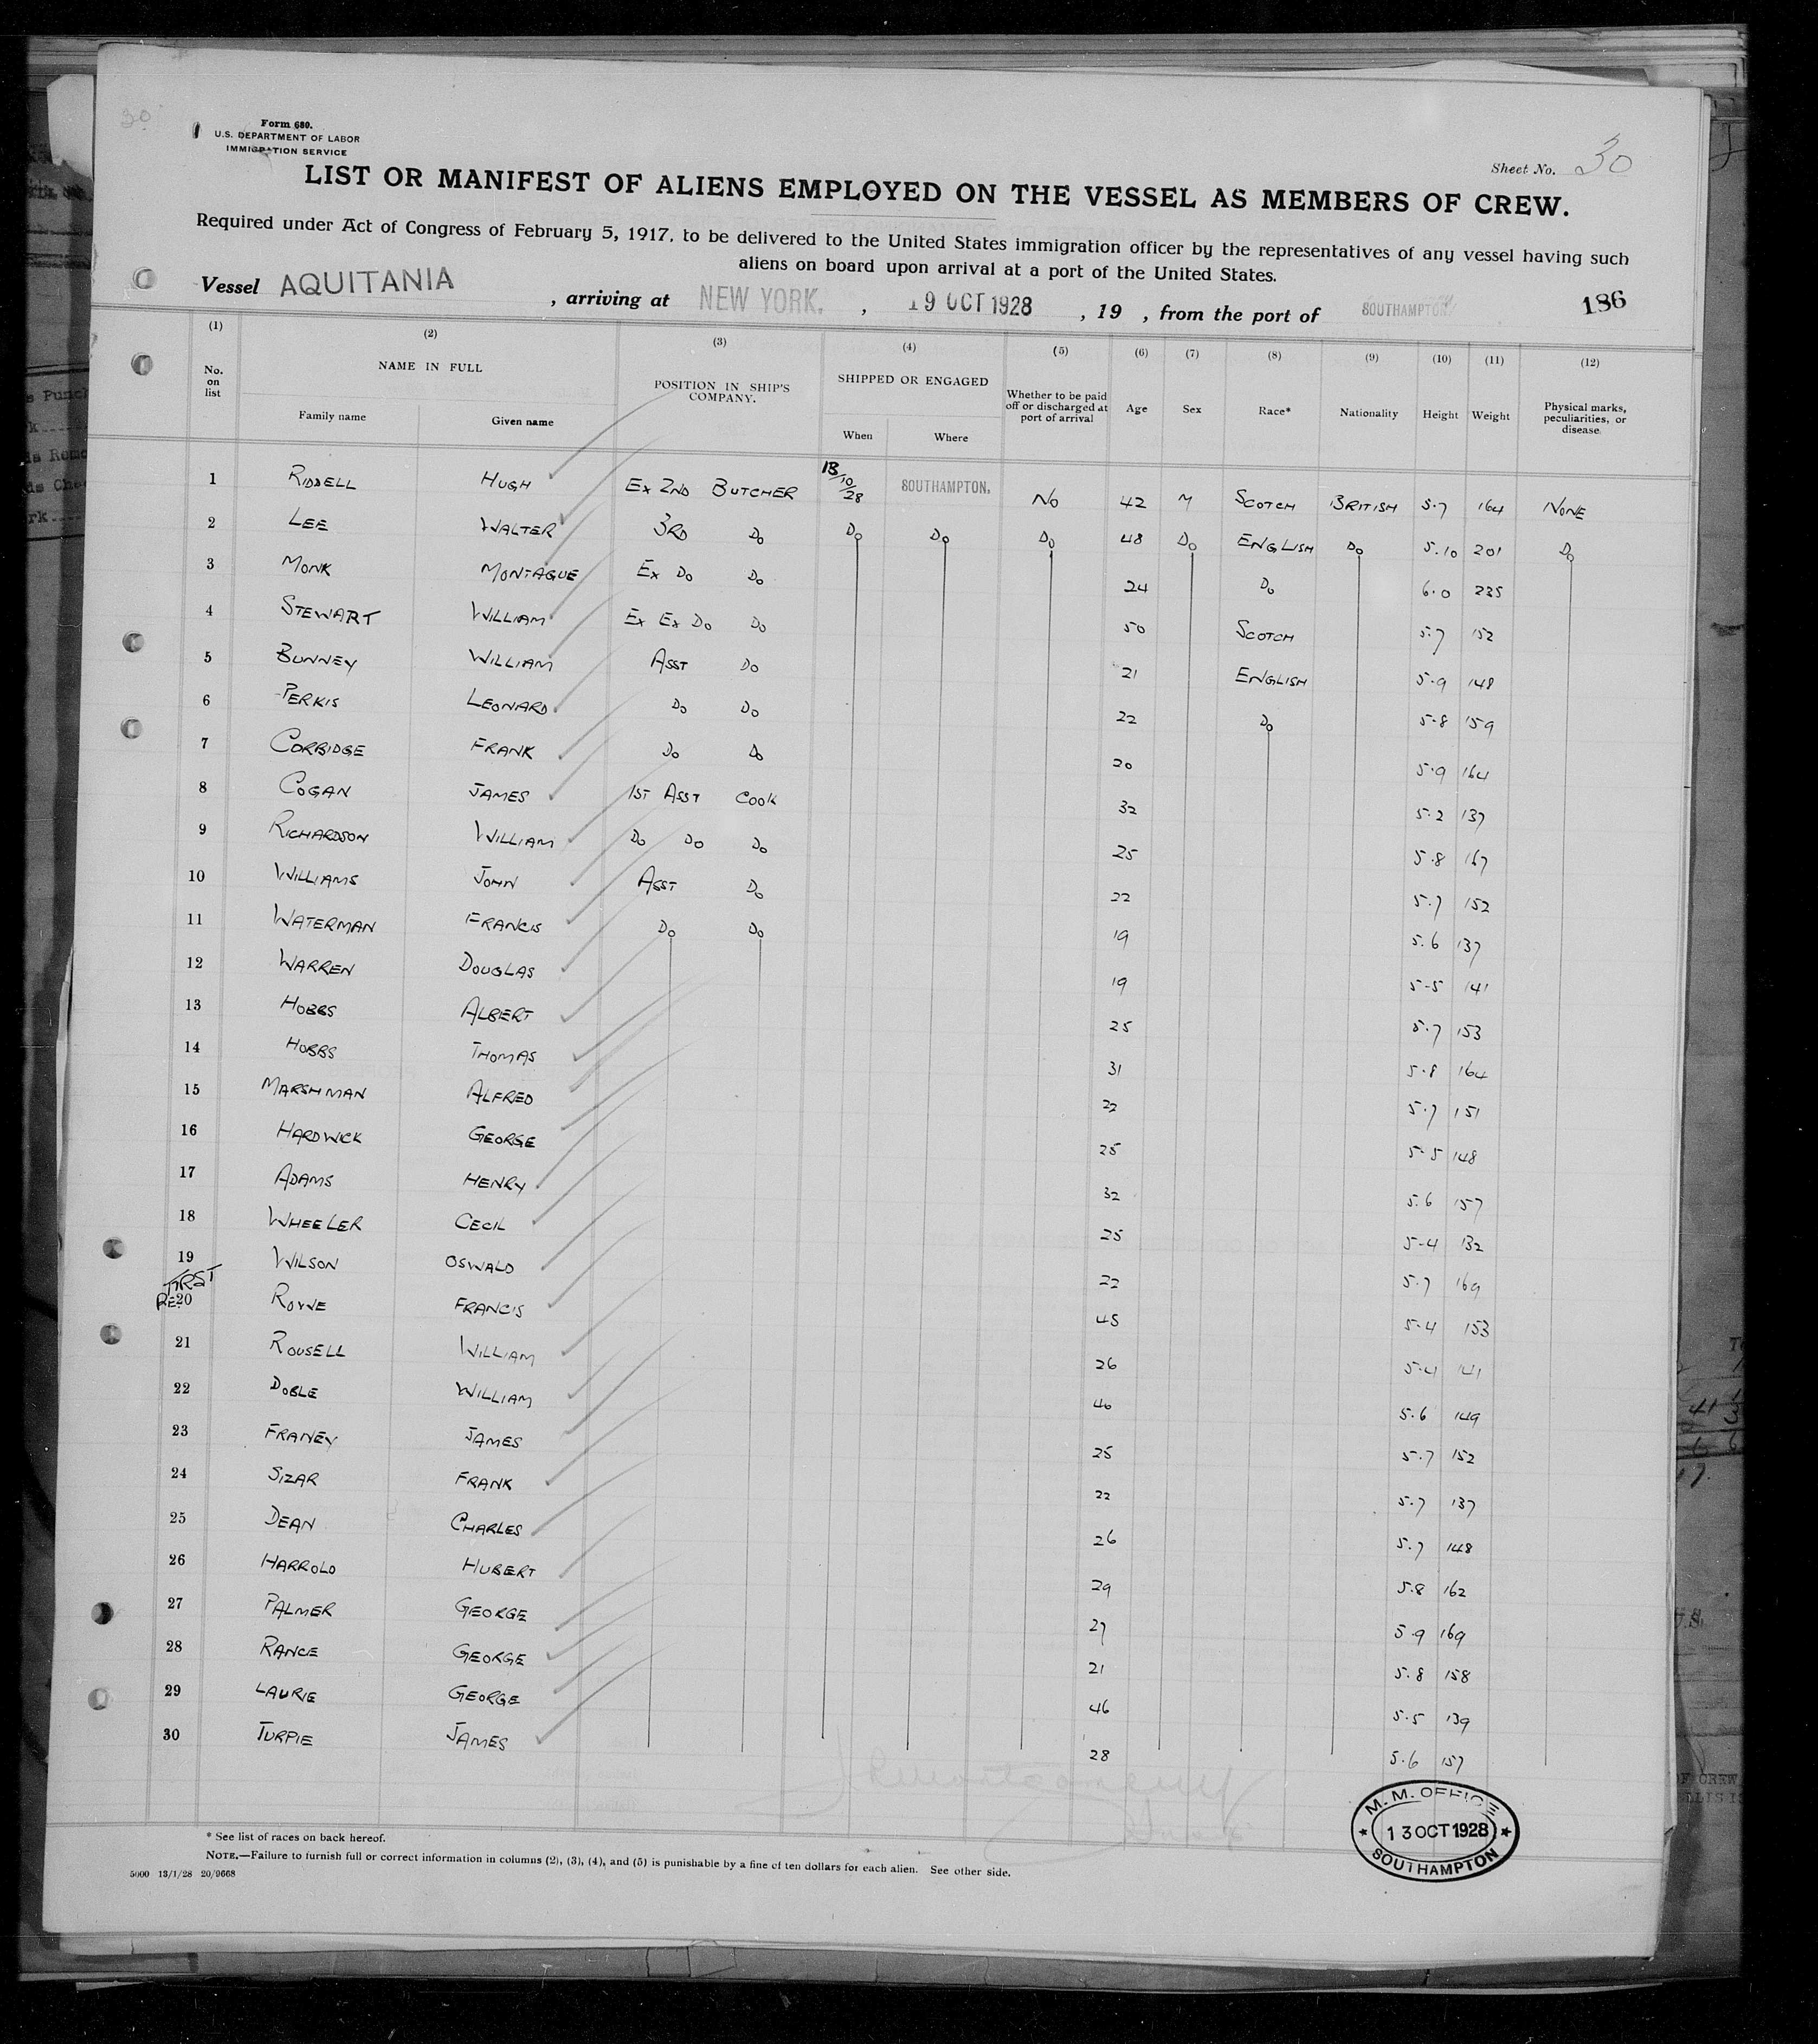 30
Form 680.
U.S. DEPARTMENT OF LABOR
IMMIGRATION SERVICE
Sheet No. 30
LIST OR MANIFEST OF ALIENS EMPLOYED ON THE VESSEL AS MEMBERS OF CREW.
Required under Act of Congress of February 5, 1917, to be delivered to the United States immigration officer by the representatives of any vessel having such
aliens on board upon arrival at a port of the United States.
Vessel AQUITANIA , arriving at NEW YORK. , 19 OCT 1928 , 19 , from the port of SOUTHAMPTON 186
(1) (2) (3) (4) (5) (6) (7) (8) (9) (10) (11) (12)
No. on list NAME IN FULL Family name Given name POSITION IN SHIP'S COMPANY. SHIPPED OR ENGAGED When Where Whether to be paid off or discharged at port of arrival Age Sex Race* Nationality Height Weight Physical marks, peculiarities, or disease
1 RIDDELL HUGH EX 2ND BUTCHER 13/10/28 SOUTHAMPTON. NO 42 M SCOTCH BRITISH 5.7 164 NONE
2 LEE WALTER 3RD DO DO DO DO 48 DO ENGLISH DO 5.10 201 DO
3 MONK MONTAGUE EX DO DO 24 DO 6.0 235
4 STEWART WILLIAM EX EX DO DO 50 SCOTCH 5.7 152
5 BUNNEY WILLIAM ASST DO 21 ENGLISH 5.9 148
6 PERKIS LEONARD DO DO 22 DO 5.8 159
7 CORBIDGE FRANK DO DO 20 5.9 164
8 COGAN JAMES 1ST ASST COOK 32 5.2 137
9 RICHARDSON WILLIAM DO DO DO 25 5.8 167
10 WILLIAMS JOHN ASST DO 22 5.7 152
11 WATERMAN FRANCIS DO DO 19 5.6 137
12 WARREN DOUGLAS 19 5-5 141
13 HOBBS ALBERT 25 5.7 153
14 HOBBS THOMAS 31 5.8 164
15 MARSHMAN ALFRED 22 5.7 151
16 HARDWICK GEORGE 25 5-5 148
17 ADAMS HENRY 32 5.6 157
18 WHEELER CECIL 25 5-4 132
19 WILSON OSWALD 22 5.7 169
FIRST
RE 20 ROYNE FRANCIS 45 5-4 153
21 ROUSELL WILLIAM 26 5-4 141
22 DOBLE WILLIAM 40 5.6 149
23 FRANEY JAMES 25 5.7 152
24 SIZAR FRANK 22 5.7 137
25 DEAN CHARLES 26 5.7 148
26 HARROLD HUBERT 29 5.8 162
27 PALMER GEORGE 27 5.9 169
28 RANCE GEORGE 21 5.8 158
29 LAURIE GEORGE 46 5.5 139
30 TURPIE JAMES 28 5.6 157
M. M. OFFICE
13 OCT 1928
SOUTHAMPTON
* See list of races on back hereof.
NOTE.—Failure to furnish full or correct information in columns (2), (3), (4), and (5) is punishable by a fine of ten dollars for each alien. See other side.
5000 13/1/28 20/9668